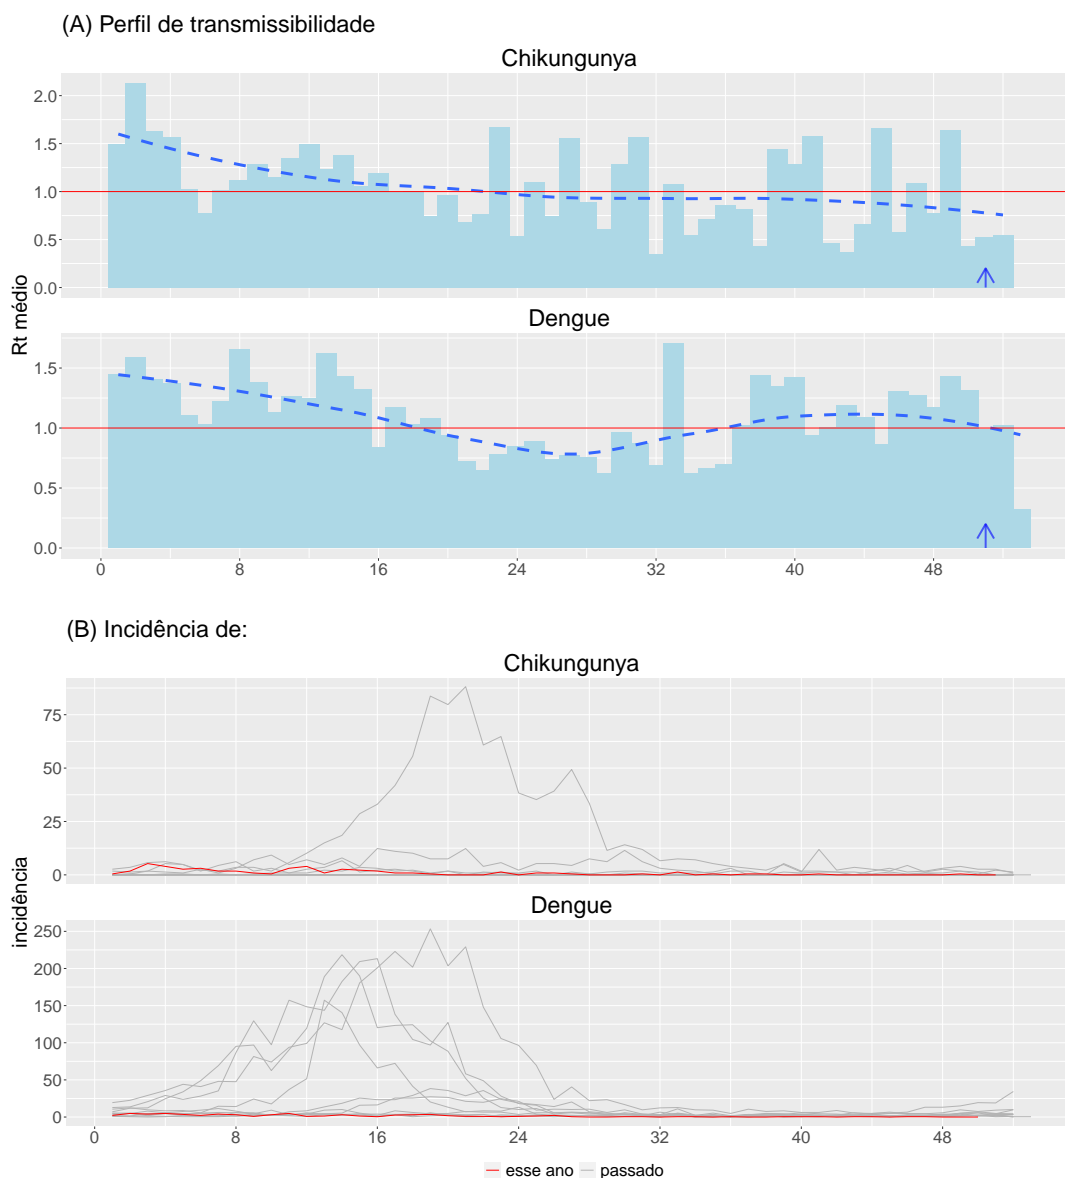 (A) Perfil de transmissibilidade
Chikungunya
2.0
1.5
1.0
0.5
0.0
Rt médio
Dengue
1.5
1.0
0.5
0.0
0 8 16 24 32 40 48
(B) Incidência de:
Chikungunya
75
50
25
0
incidência
Dengue
250
200
150
100
50
0
0 8 16 24 32 40 48
esse ano passado